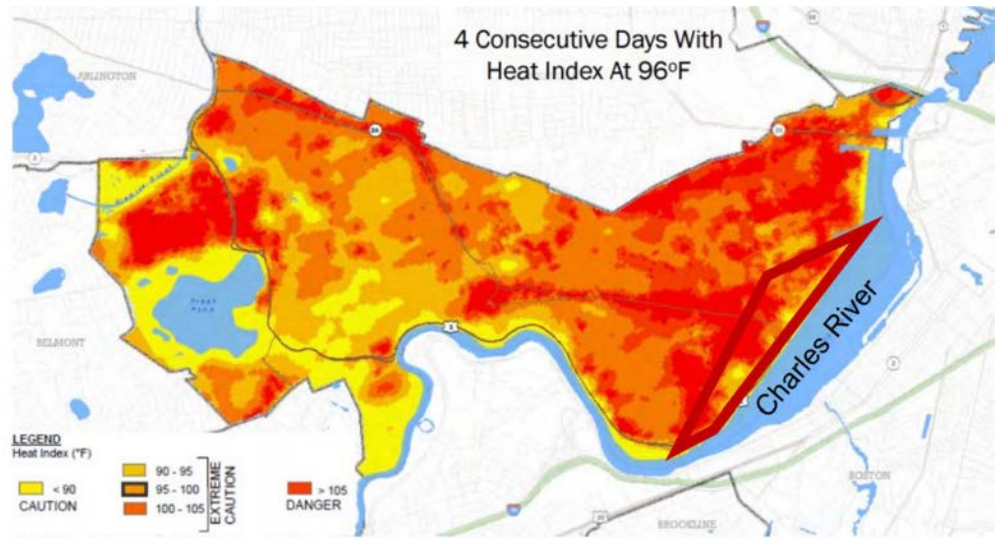 4 Consecutive Days With
Heat Index At 96ºF
ARLINGTON
BELMONT
Charles River
BOSTON
BROOKLINE
LEGEND
Heat Index (°F)
< 90
CAUTION
90 - 95
95 - 100
100 - 105
EXTREME
CAUTION
> 105
DANGER